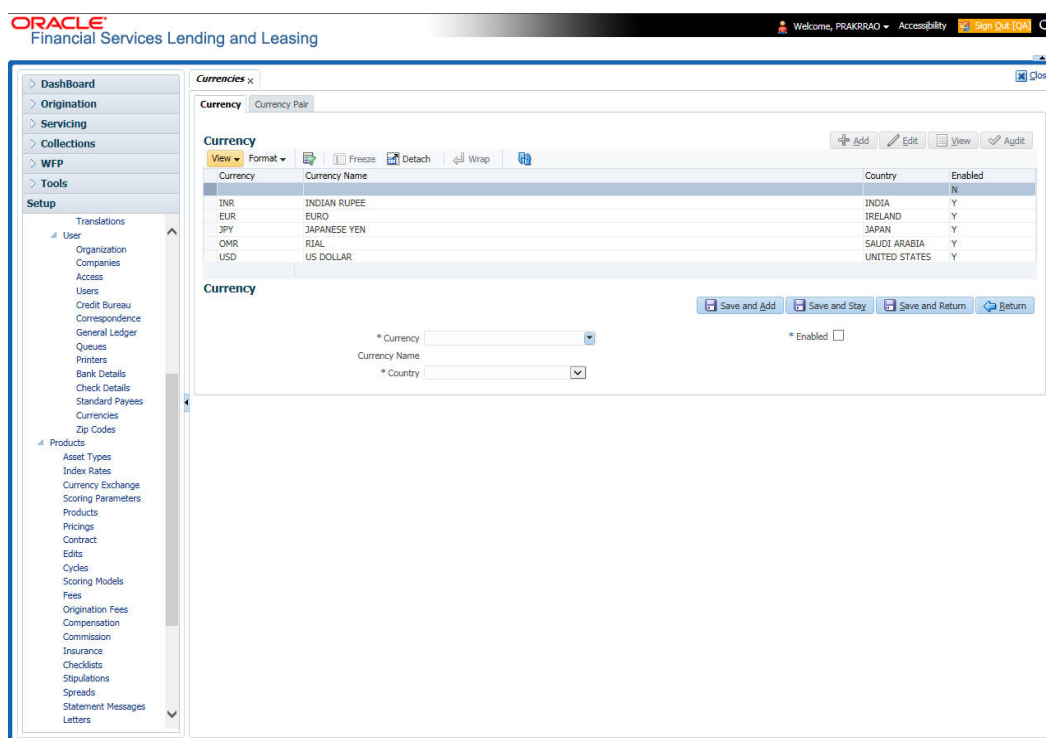 ORACLE
Financial Services Lending and Leasing
Welcome, PRAKRRAO Accessibility Sign Out [QA]
DashBoard
Origination
Servicing
Collections
WFP
Tools
Setup
Translations
User
Organization
Companies
Access
Users
Credit Bureau
Correspondence
General Ledger
Queues
Printers
Bank Details
Check Details
Standard Payees
Currencies
Zip Codes
Products
Asset Types
Index Rates
Currency Exchange
Scoring Parameters
Products
Pricings
Contract
Edits
Cycles
Scoring Models
Fees
Origination Fees
Compensation
Commission
Insurance
Checklists
Stipulations
Spreads
Statement Messages
Letters
Currencies
Clos
Currency Currency Pair
Currency
Add Edit View Audit
View Format Freeze Detach Wrap
Currency Currency Name Country Enabled
N
INR INDIAN RUPEE INDIA Y
EUR EURO IRELAND Y
JPY JAPANESE YEN JAPAN Y
OMR RIAL SAUDI ARABIA Y
USD US DOLLAR UNITED STATES Y
Currency
Save and Add Save and Stay Save and Return Return
* Currency * Enabled
Currency Name
* Country